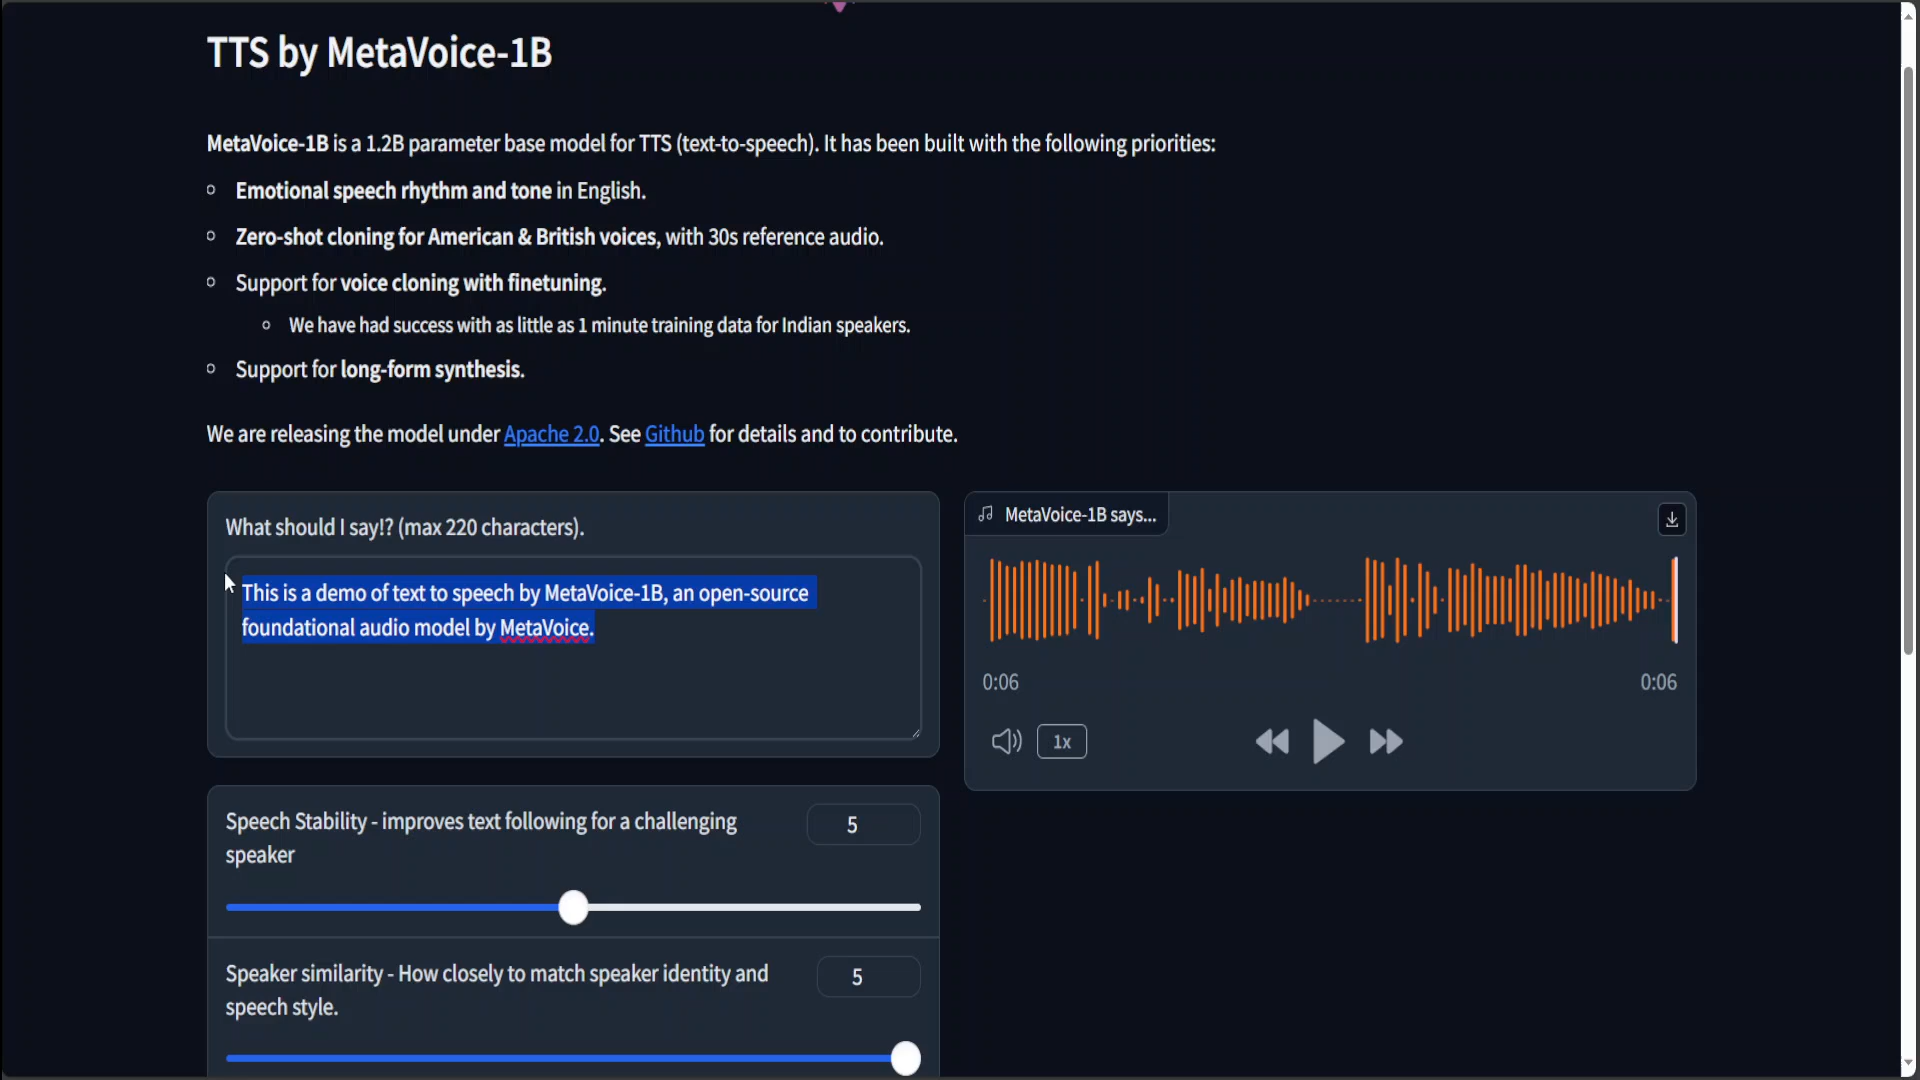 TTS by MetaVoice-1B
MetaVoice-1B is a 1.2B parameter base model for TTS (text-to-speech). It has been built with the following priorities:
Emotional speech rhythm and tone in English.
Zero-shot cloning for American & British voices, with 30s reference audio.
Support for voice cloning with finetuning.
We have had success with as little as 1 minute training data for Indian speakers.
Support for long-form synthesis.
We are releasing the model under Apache 2.0. See Github for details and to contribute.
What should I say!? (max 220 characters).
This is a demo of text to speech by MetaVoice-1B, an open-source
foundational audio model by MetaVoice.
MetaVoice-1B says...
0:06
0:06
1x
Speech Stability - improves text following for a challenging
speaker
5
Speaker similarity - How closely to match speaker identity and
speech style.
5